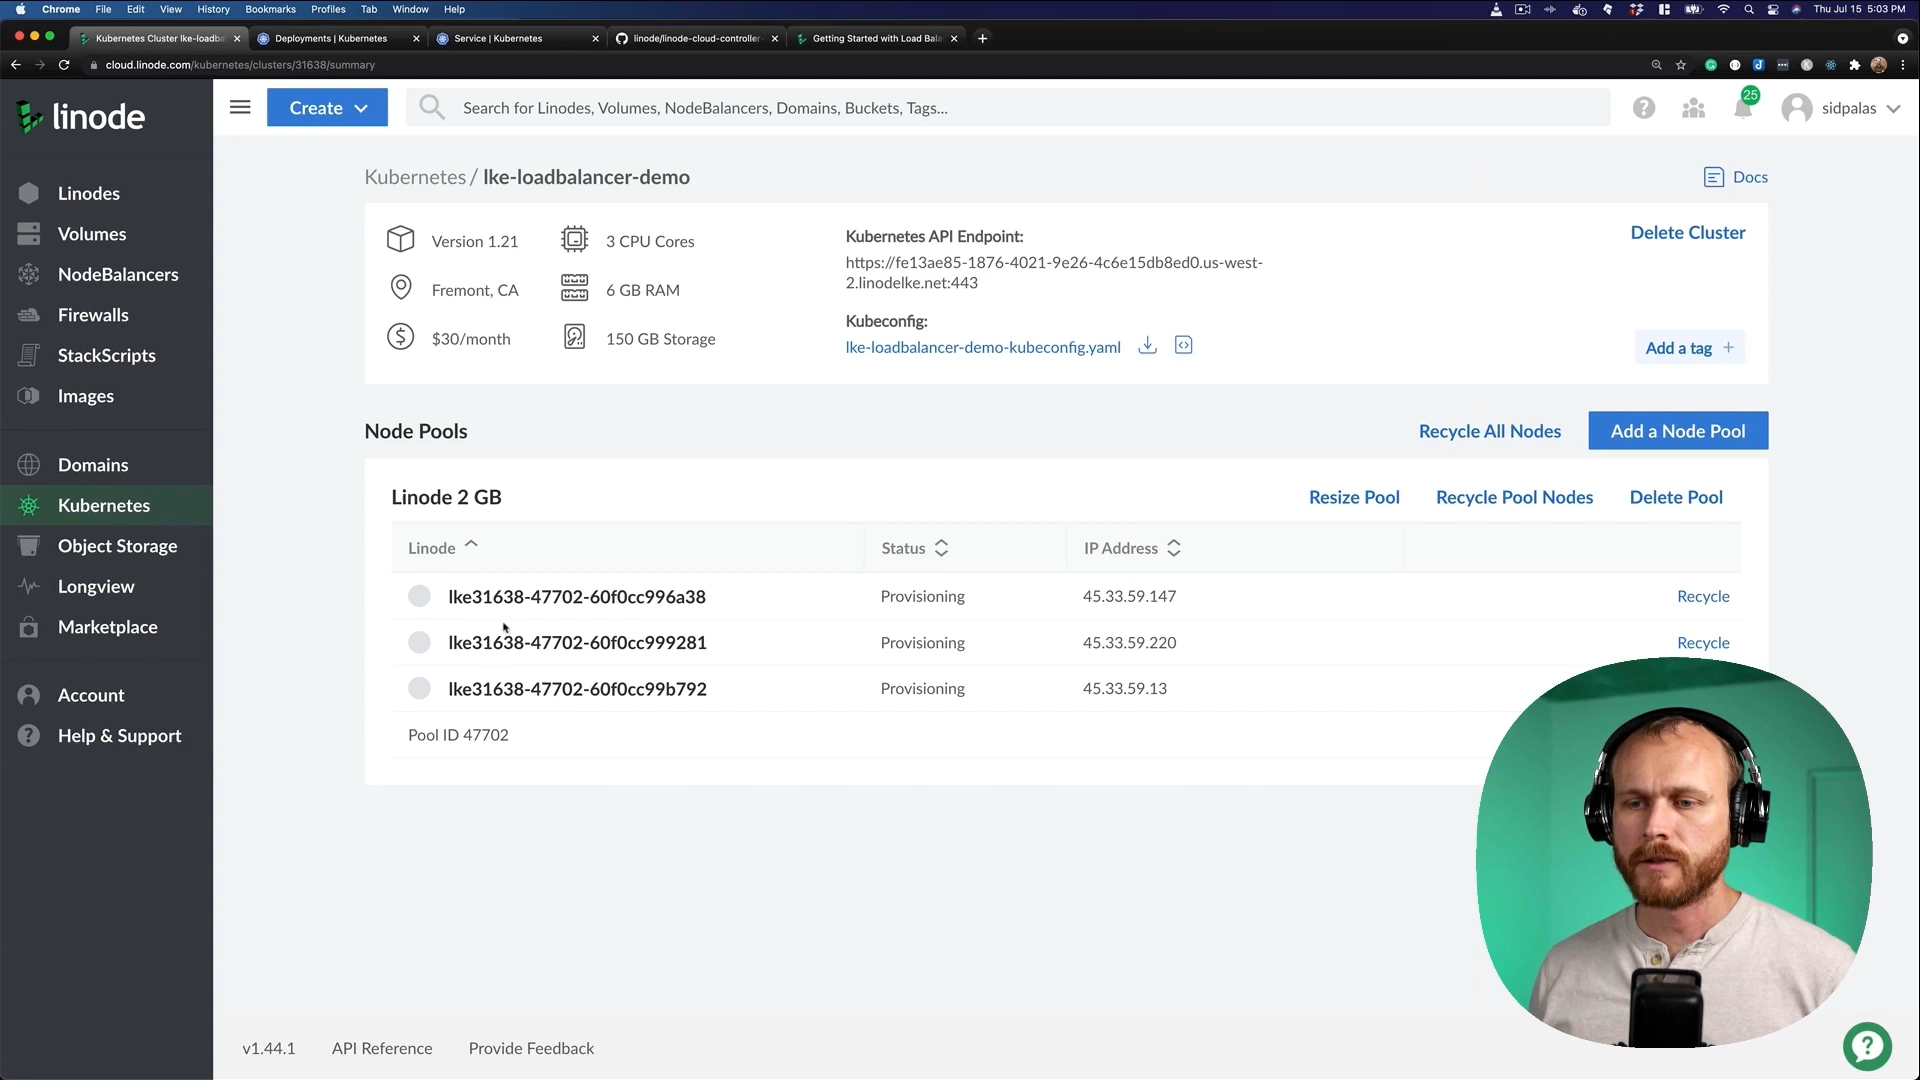 Chrome File Edit View History Bookmarks Profiles Tab Window Help Thu Jul 15 5:03 PM
Kubernetes Cluster lke-loadba Deployments | Kubernetes Service | Kubernetes linode/linode-cloud-controller- Getting Started with Load Bala
cloud.linode.com/kubernetes/clusters/31638/summary
linode
Create
Search for Linodes, Volumes, NodeBalancers, Domains, Buckets, Tags...
25
sidpalas
Linodes
Volumes
NodeBalancers
Firewalls
StackScripts
Images
Domains
Kubernetes
Object Storage
Longview
Marketplace
Account
Help & Support
Kubernetes / lke-loadbalancer-demo
Docs
Version 1.21
3 CPU Cores
Fremont, CA
6 GB RAM
$30/month
150 GB Storage
Kubernetes API Endpoint:
https://fe13ae85-1876-4021-9e26-4c6e15db8ed0.us-west-
2.linodelke.net:443
Kubeconfig:
lke-loadbalancer-demo-kubeconfig.yaml
Delete Cluster
Add a tag +
Node Pools
Recycle All Nodes
Add a Node Pool
Linode 2 GB
Resize Pool Recycle Pool Nodes Delete Pool
Linode Status IP Address
lke31638-47702-60f0cc996a38 Provisioning 45.33.59.147 Recycle
lke31638-47702-60f0cc999281 Provisioning 45.33.59.220 Recycle
lke31638-47702-60f0cc99b792 Provisioning 45.33.59.13
Pool ID 47702
v1.44.1 API Reference Provide Feedback